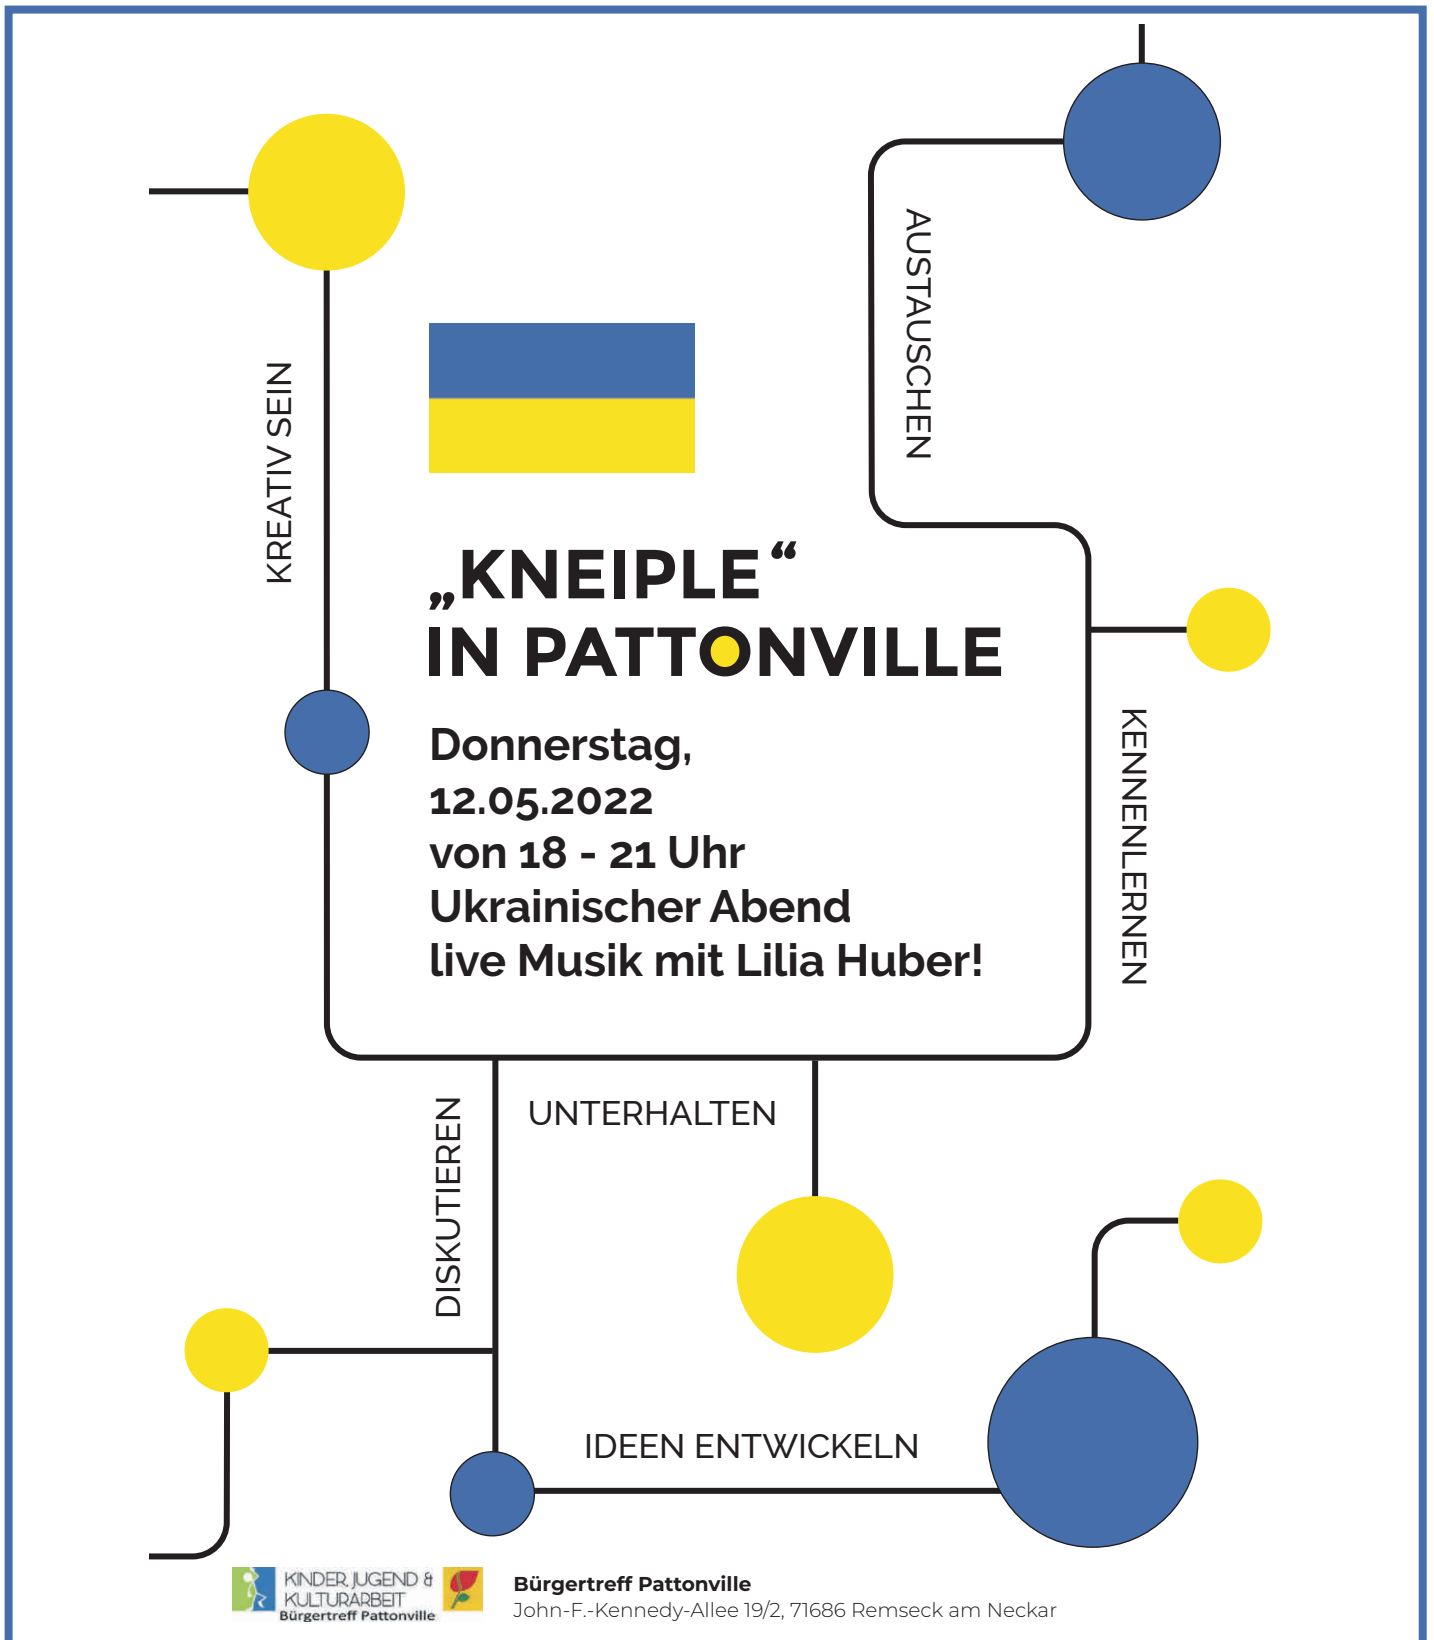 KREATIV SEIN
AUSTAUSCHEN
„KNEIPLE“
IN PATTONVILLE
Donnerstag,
12.05.2022
von 18 - 21 Uhr
Ukrainischer Abend
live Musik mit Lilia Huber!
KENNENLERNEN
DISKUTIEREN
UNTERHALTEN
IDEEN ENTWICKELN
KINDER, JUGEND &
KULTURARBEIT
Bürgertreff Pattonville
Bürgertreff Pattonville
John-F.-Kennedy-Allee 19/2, 71686 Remseck am Neckar